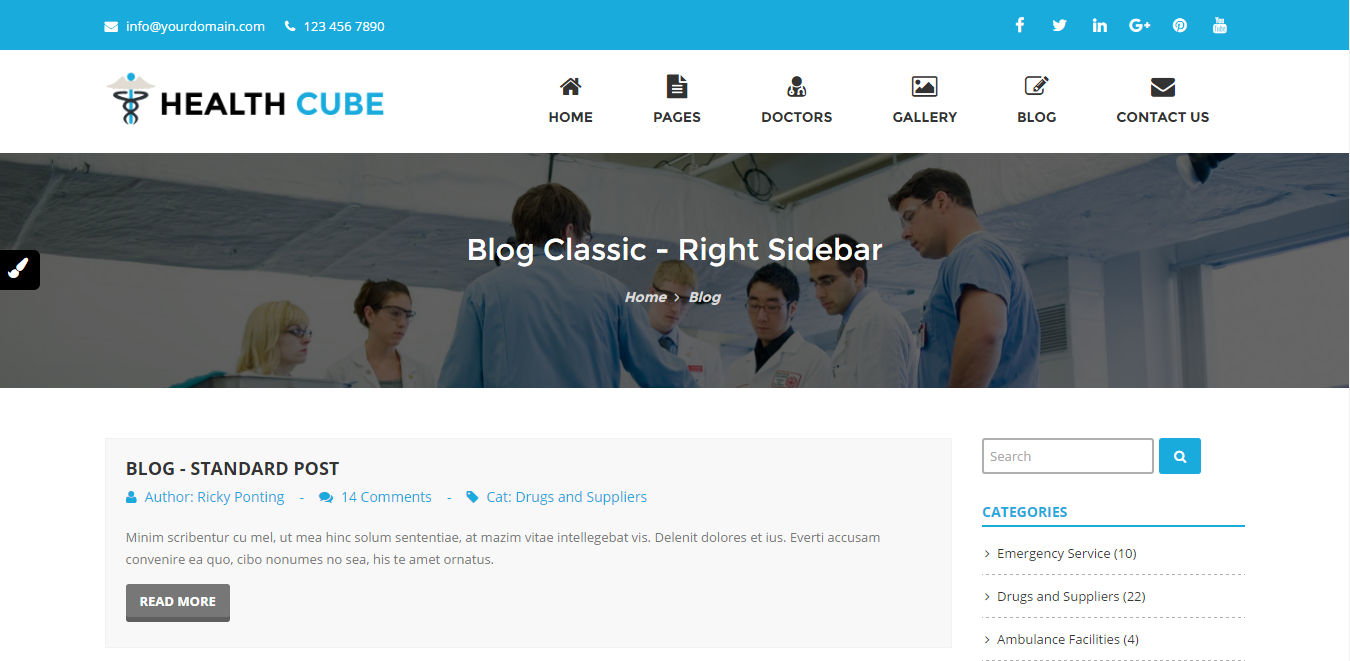 info@yourdomain.com 123 456 7890
HEALTH CUBE
HOME PAGES DOCTORS GALLERY BLOG CONTACT US
Blog Classic - Right Sidebar
Home > Blog
BLOG - STANDARD POST
Author: Ricky Ponting - 14 Comments - Cat: Drugs and Suppliers
Minim scribentur cu mel, ut mea hinc solum sententiae, at mazim vitae intellegebat vis. Delenit dolores et ius. Everti accusam
convenire ea quo, cibo nonumes no sea, his te amet ornatus.
READ MORE
Search
CATEGORIES
> Emergency Service (10)
> Drugs and Suppliers (22)
> Ambulance Facilities (4)